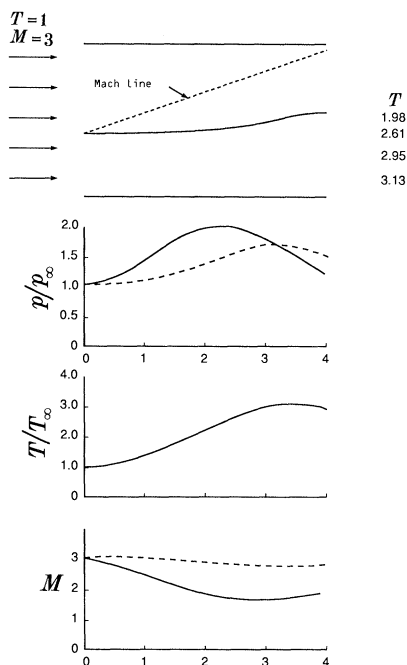 T = 1
M = 3
Mach line
T
1.98
2.61
2.95
3.13
p/p∞
2.0
1.5
1.0
0.5
0
0 1 2 3 4
T/T∞
4.0
3.0
2.0
1.0
0
0 1 2 3 4
M
3
2
1
0
0 1 2 3 4